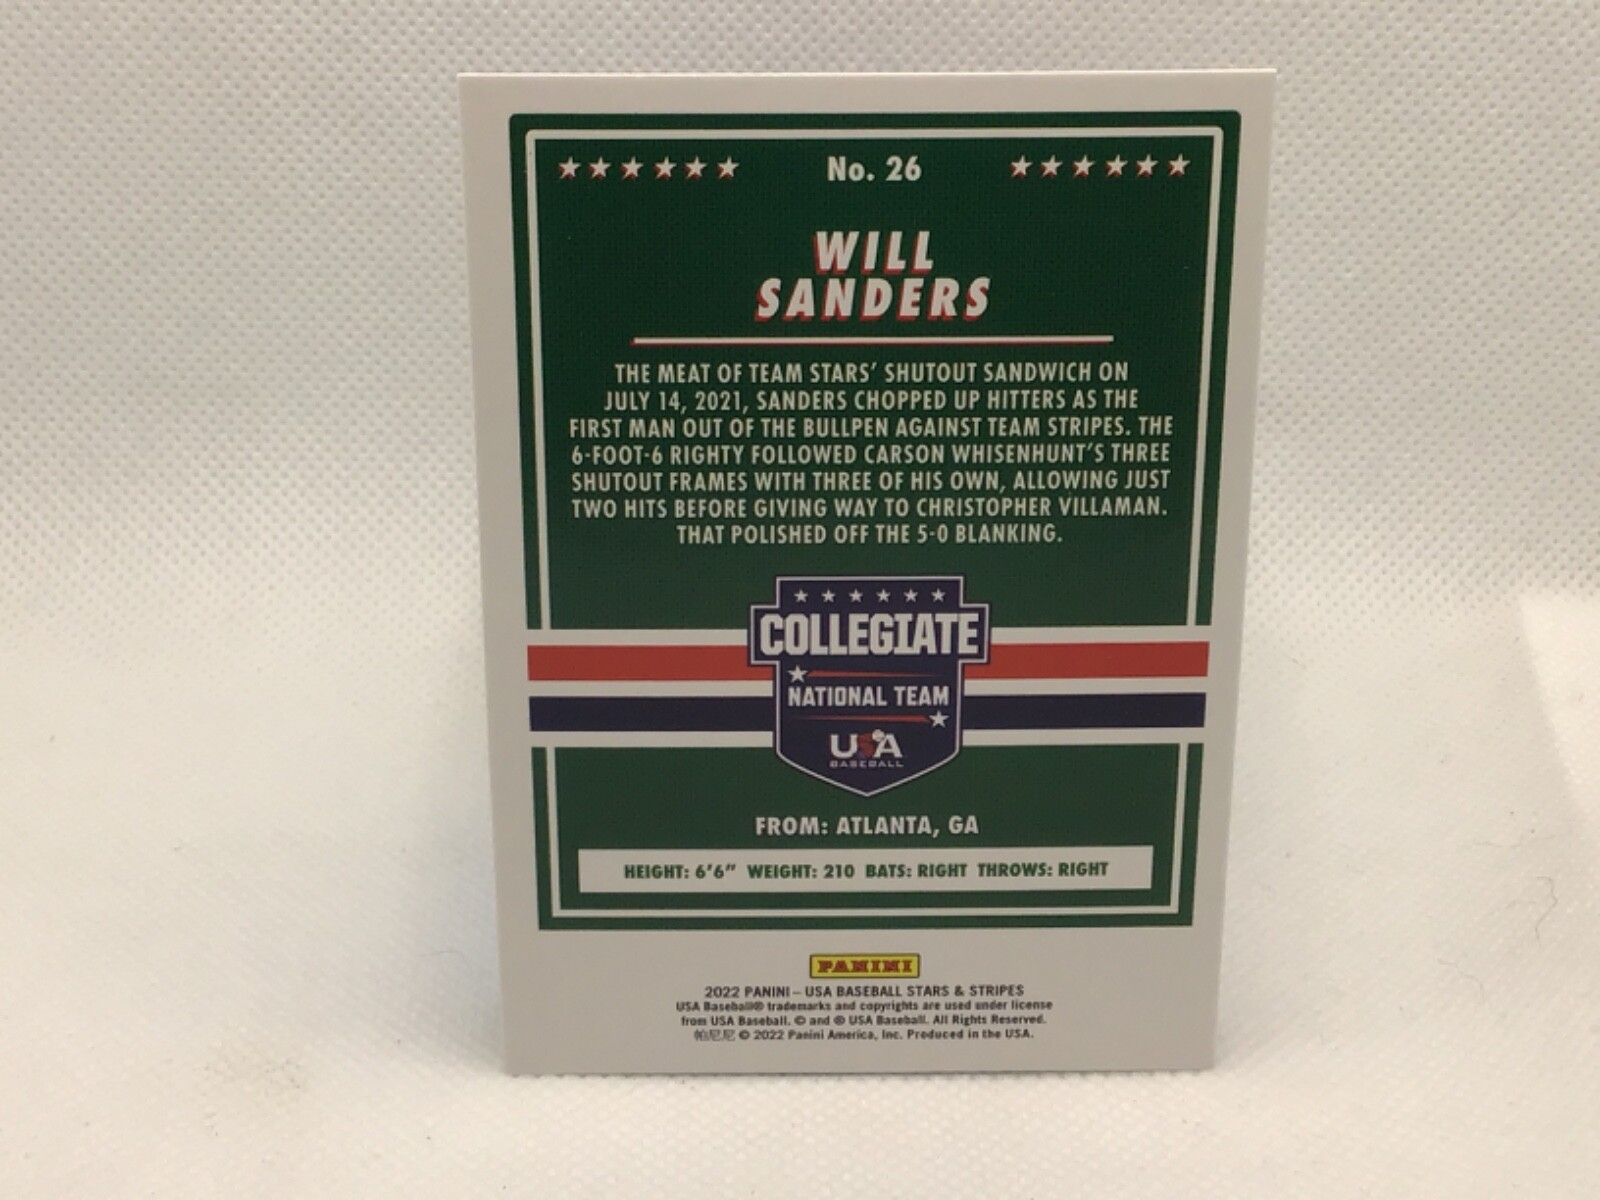 No. 26
WILL
SANDERS
THE MEAT OF TEAM STARS' SHUTOUT SANDWICH ON
JULY 14, 2021, SANDERS CHOPPED UP HITTERS AS THE
FIRST MAN OUT OF THE BULLPEN AGAINST TEAM STRIPES. THE
6-FOOT-6 RIGHTY FOLLOWED CARSON WHISENHUNT'S THREE
SHUTOUT FRAMES WITH THREE OF HIS OWN, ALLOWING JUST
TWO HITS BEFORE GIVING WAY TO CHRISTOPHER VILLAMAN.
THAT POLISHED OFF THE 5-0 BLANKING.
COLLEGIATE
NATIONAL TEAM
USA
BASEBALL
FROM: ATLANTA, GA
HEIGHT: 6'6" WEIGHT: 210 BATS: RIGHT THROWS: RIGHT
PANINI
2022 PANINI – USA BASEBALL STARS & STRIPES
USA Baseball® trademarks and copyrights are used under license
from USA Baseball. © and ® USA Baseball. All Rights Reserved.
帕尼尼 © 2022 Panini America, Inc. Produced in the USA.